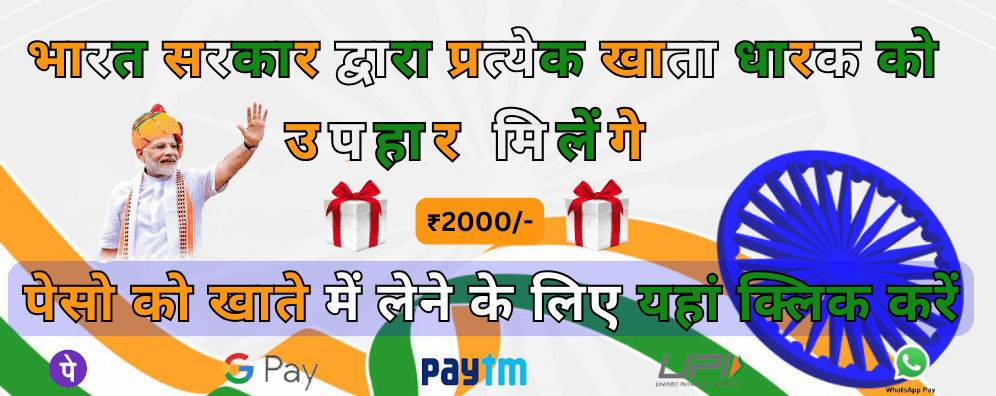 भारत सरकार द्वारा प्रत्येक खाता धारक को
उपहार मिलेंगे
₹2000/-
पेसो को खाते में लेने के लिए यहां क्लिक करें
पे
G Pay
paytm
UPI
WhatsApp Pay